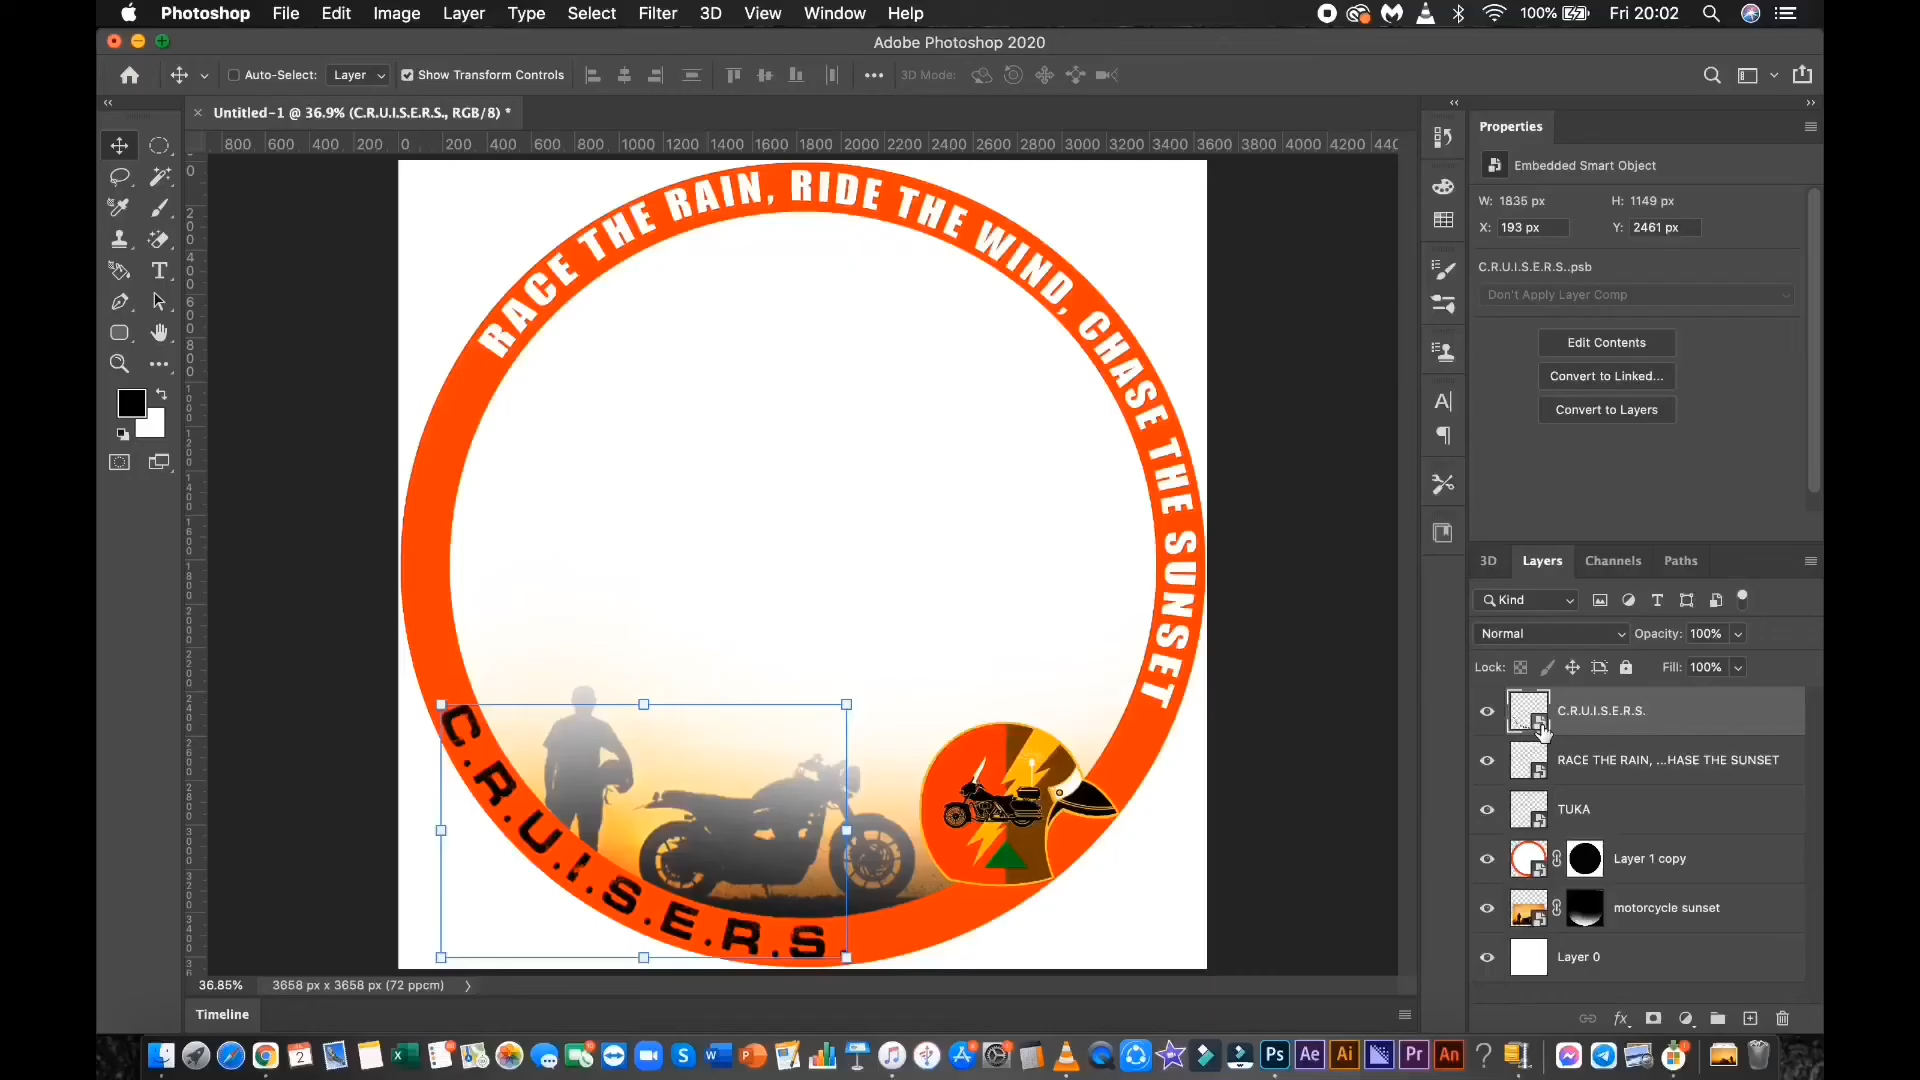 Photoshop File Edit Image Layer Type Select Filter 3D View Window Help 100% Fri 20:02
Adobe Photoshop 2020
Auto-Select: Layer Show Transform Controls 3D Mode:
Untitled-1 @ 36.9% (C.R.U.I.S.E.R.S., RGB/8) *
800 600 400 200 0 200 400 600 800 1000 1200 1400 1600 1800 2000 2200 2400 2600 2800 3000 3200 3400 3600 3800 4000 4200
RACE THE RAIN, RIDE THE WIND, CHASE THE SUNSET
C.R.U.I.S.E.R.S
Properties
Embedded Smart Object
W: 1835 px H: 1149 px
X: 193 px Y: 2461 px
C.R.U.I.S.E.R.S..psb
Don't Apply Layer Comp
Edit Contents
Convert to Linked...
Convert to Layers
3D Layers Channels Paths
Kind
Normal Opacity: 100%
Lock: Fill: 100%
C.R.U.I.S.E.R.S.
RACE THE RAIN, ...HASE THE SUNSET
TUKA
Layer 1 copy
motorcycle sunset
Layer 0
36.85% 3658 px x 3658 px (72 ppcm)
Timeline
Ps Ae Ai Pr An